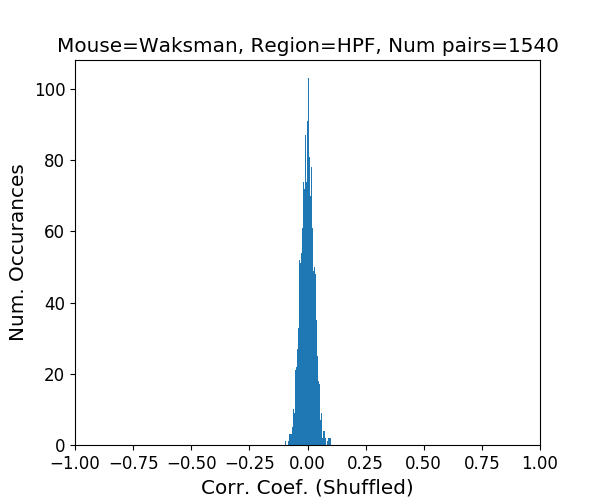 Mouse=Waksman, Region=HPF, Num pairs=1540
100
80
60
40
20
0
Num. Occurances
−1.00 −0.75 −0.50 −0.25 0.00 0.25 0.50 0.75 1.00
Corr. Coef. (Shuffled)